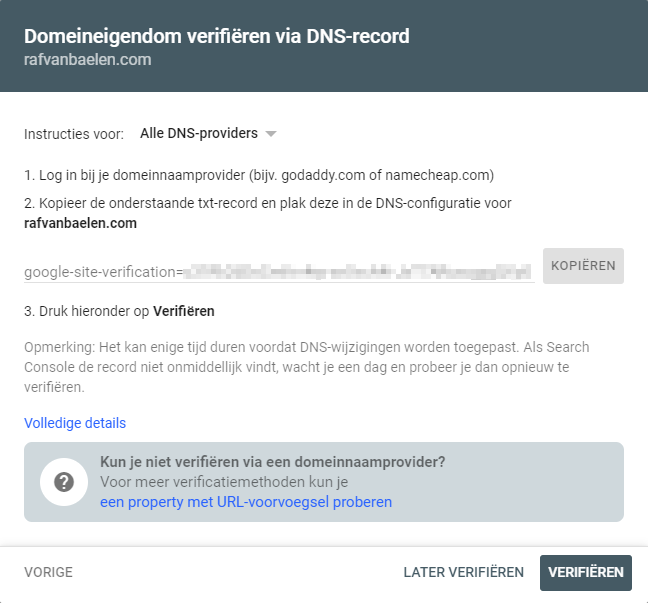 Domeineigendom verifiëren via DNS-record
rafvanbaelen.com
Instructies voor: Alle DNS-providers
1. Log in bij je domeinnaamprovider (bijv. godaddy.com of namecheap.com)
2. Kopieer de onderstaande txt-record en plak deze in de DNS-configuratie voor
rafvanbaelen.com
google-site-verification=
KOPIËREN
3. Druk hieronder op Verifiëren
Opmerking: Het kan enige tijd duren voordat DNS-wijzigingen worden toegepast. Als Search
Console de record niet onmiddellijk vindt, wacht je een dag en probeer je dan opnieuw te
verifiëren.
Volledige details
Kun je niet verifiëren via een domeinnaamprovider?
Voor meer verificatiemethoden kun je
een property met URL-voorvoegsel proberen
VORIGE
LATER VERIFIËREN
VERIFIËREN